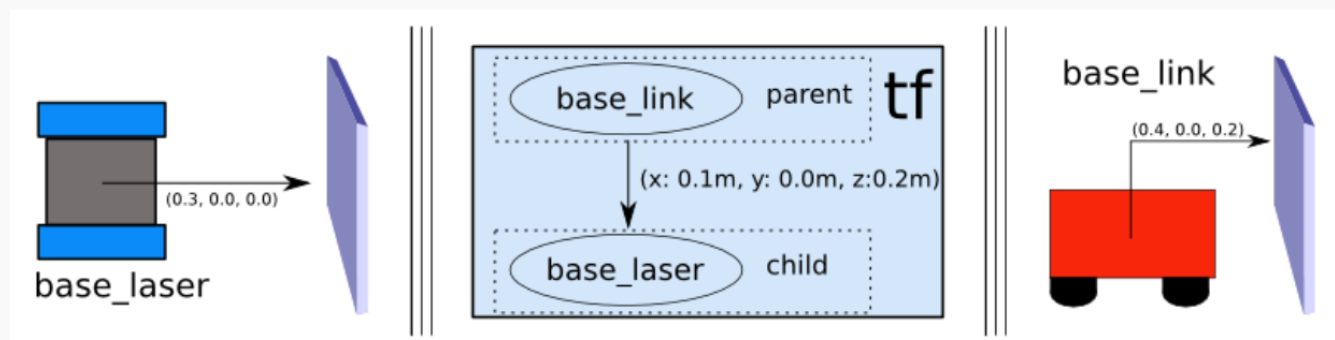 (0.3, 0.0, 0.0)
base_laser
base_link parent tf
(x: 0.1m, y: 0.0m, z:0.2m)
base_laser child
base_link
(0.4, 0.0, 0.2)